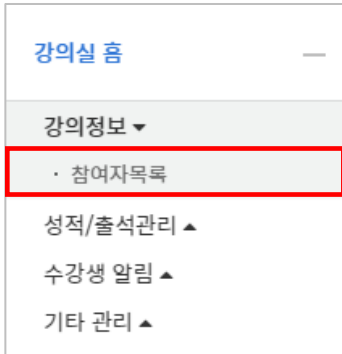 강의실 홈 —
강의정보 ▾
· 참여자목록
성적/출석관리 ▴
수강생 알림 ▴
기타 관리 ▴